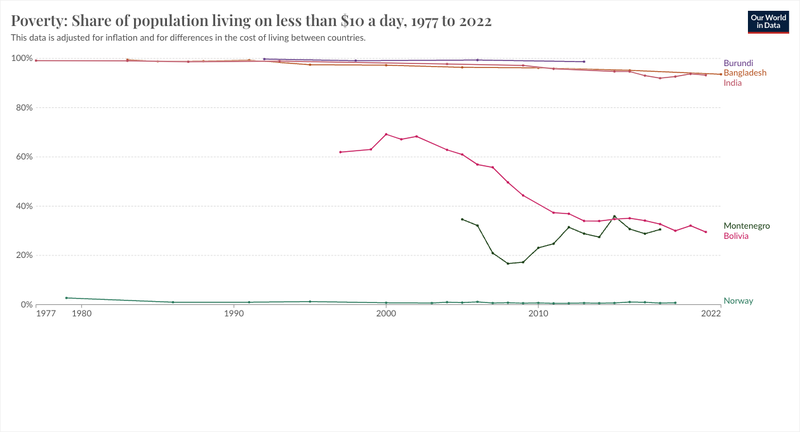 Poverty: Share of population living on less than $10 a day, 1977 to 2022
Our World
in Data
This data is adjusted for inflation and for differences in the cost of living between countries.
100%
80%
60%
40%
20%
0%
Burundi
Bangladesh
India
Montenegro
Bolivia
Norway
1977
1980
1990
2000
2010
2022